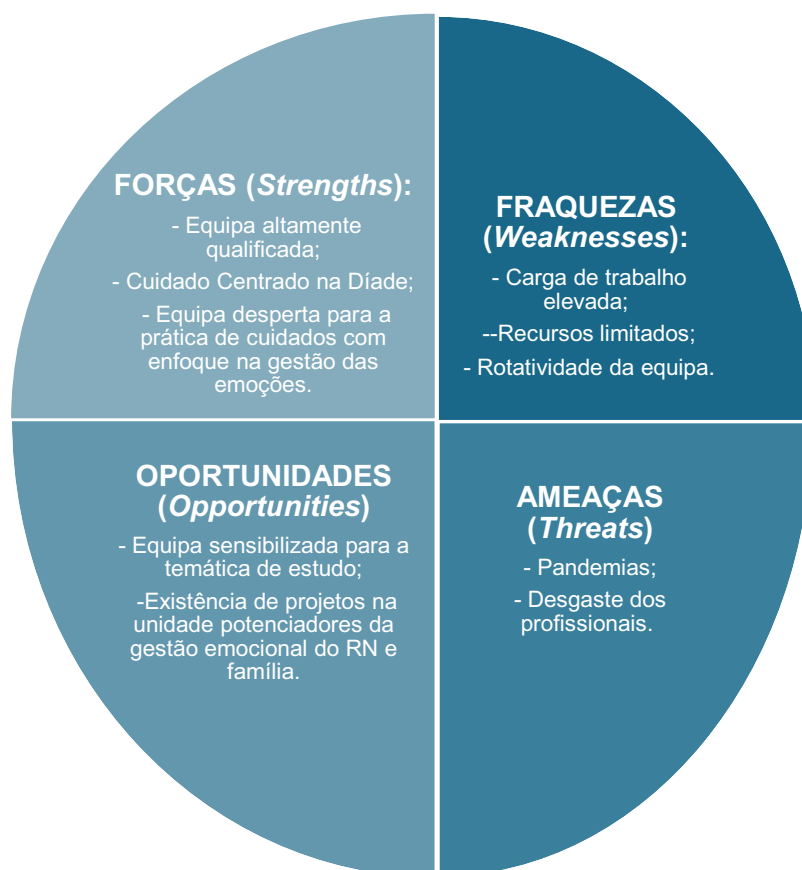 FORÇAS (Strengths):
- Equipa altamente
qualificada;
- Cuidado Centrado na Díade;
- Equipa desperta para a
prática de cuidados com
enfoque na gestão das
emoções.
FRAQUEZAS
(Weaknesses):
- Carga de trabalho
elevada;
--Recursos limitados;
- Rotatividade da equipa.
OPORTUNIDADES
(Opportunities)
- Equipa sensibilizada para a
temática de estudo;
-Existência de projetos na
unidade potenciadores da
gestão emocional do RN e
família.
AMEAÇAS
(Threats)
- Pandemias;
- Desgaste dos
profissionais.